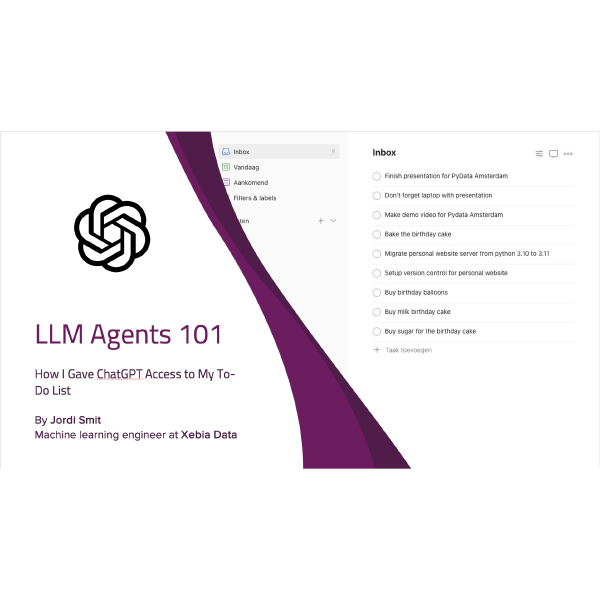 LLM Agents 101
How I Gave ChatGPT Access to My To-
Do List
By Jordi Smit
Machine learning engineer at Xebia Data
Inbox
Vandaag
Aankomend
Filters & labels
Inbox
Finish presentation for PyData Amsterdam
Don't forget laptop with presentation
Make demo video for Pydata Amsterdam
Bake the birthday cake
Migrate personal website server from python 3.10 to 3.11
Setup version control for personal website
Buy birthday balloons
Buy milk birthday cake
Buy sugar for the birthday cake
Taak toevoegen